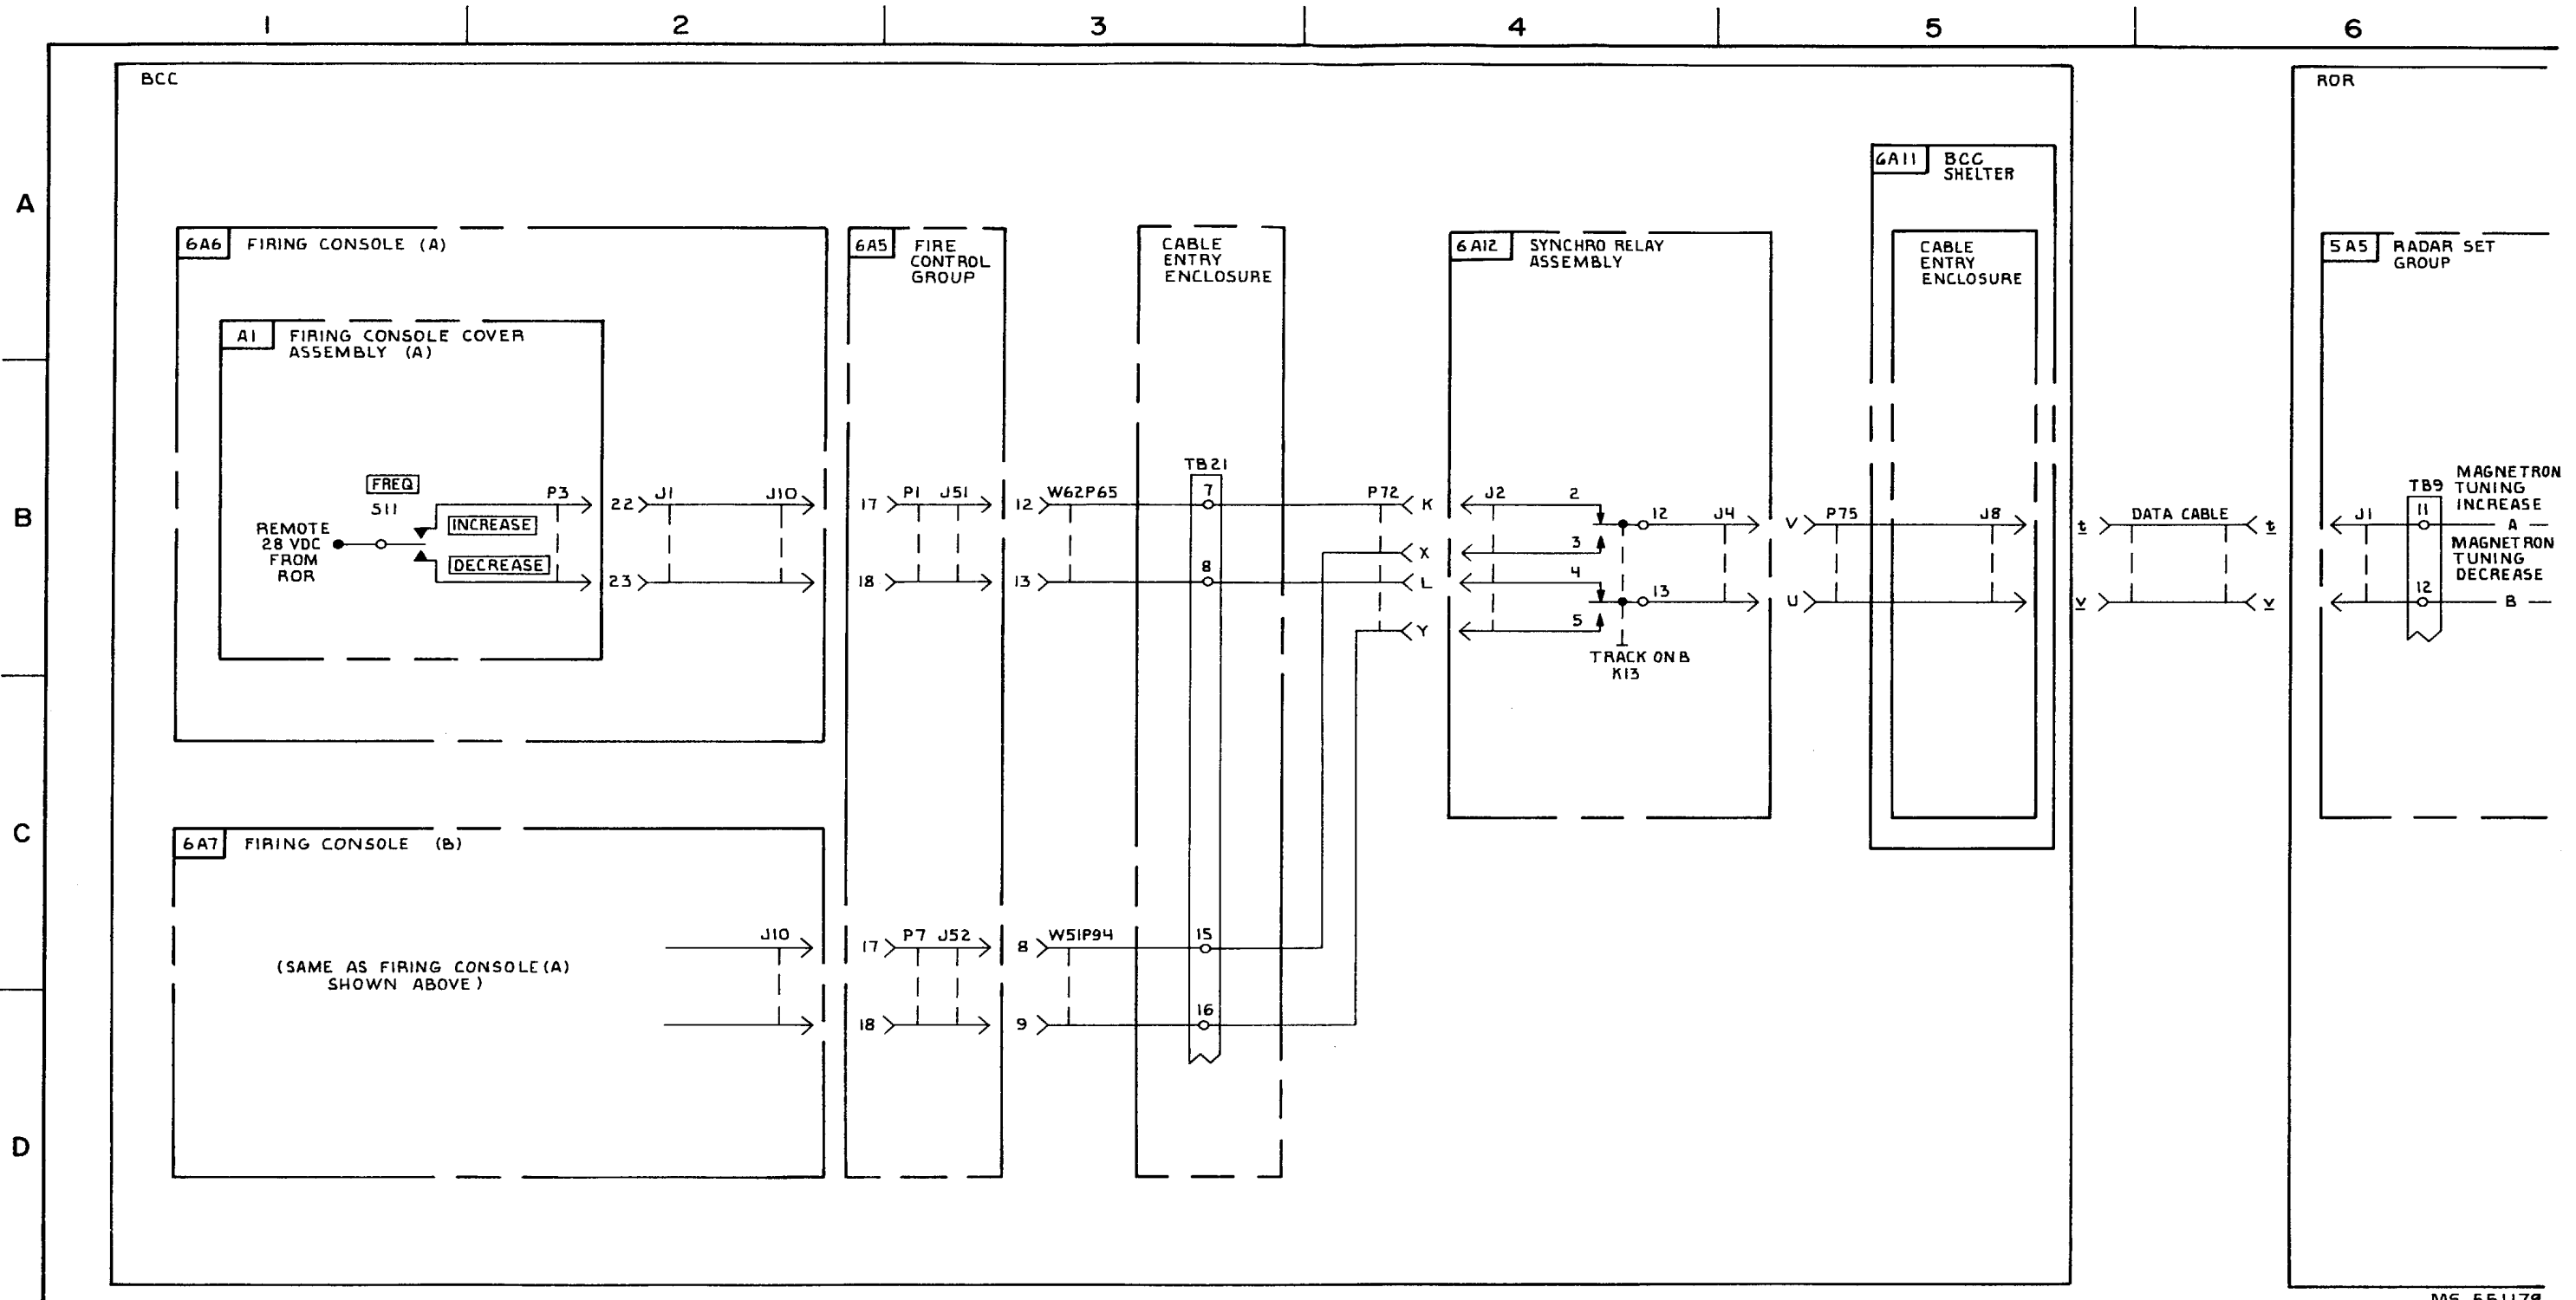 1 2 3 4 5 6
A
B
C
D
BCC
ROR
6A11 BCC
SHELTER
6A6 FIRING CONSOLE (A)
A1 FIRING CONSOLE COVER
ASSEMBLY (A)
6A5 FIRE
CONTROL
GROUP
CABLE
ENTRY
ENCLOSURE
6A12 SYNCHRO RELAY
ASSEMBLY
CABLE
ENTRY
ENCLOSURE
5A5 RADAR SET
GROUP
FREQ
S11
REMOTE
28 VDC
FROM
ROR
INCREASE
DECREASE
P3
22 J1 J10
23
17 P1 J51
18
12 W62P65
13
TB21
7
8
P72 K
X
L
Y
J2 2
3
4
5
12 J4
13
TRACK ON B
K13
V P75 J8
U
t DATA CABLE t
v v
J1
TB9
11
12
MAGNETRON
TUNING
INCREASE
A
MAGNETRON
TUNING
DECREASE
B
6A7 FIRING CONSOLE (B)
(SAME AS FIRING CONSOLE (A)
SHOWN ABOVE)
J10
17 P7 J52
18
8 W51P94
9
15
16